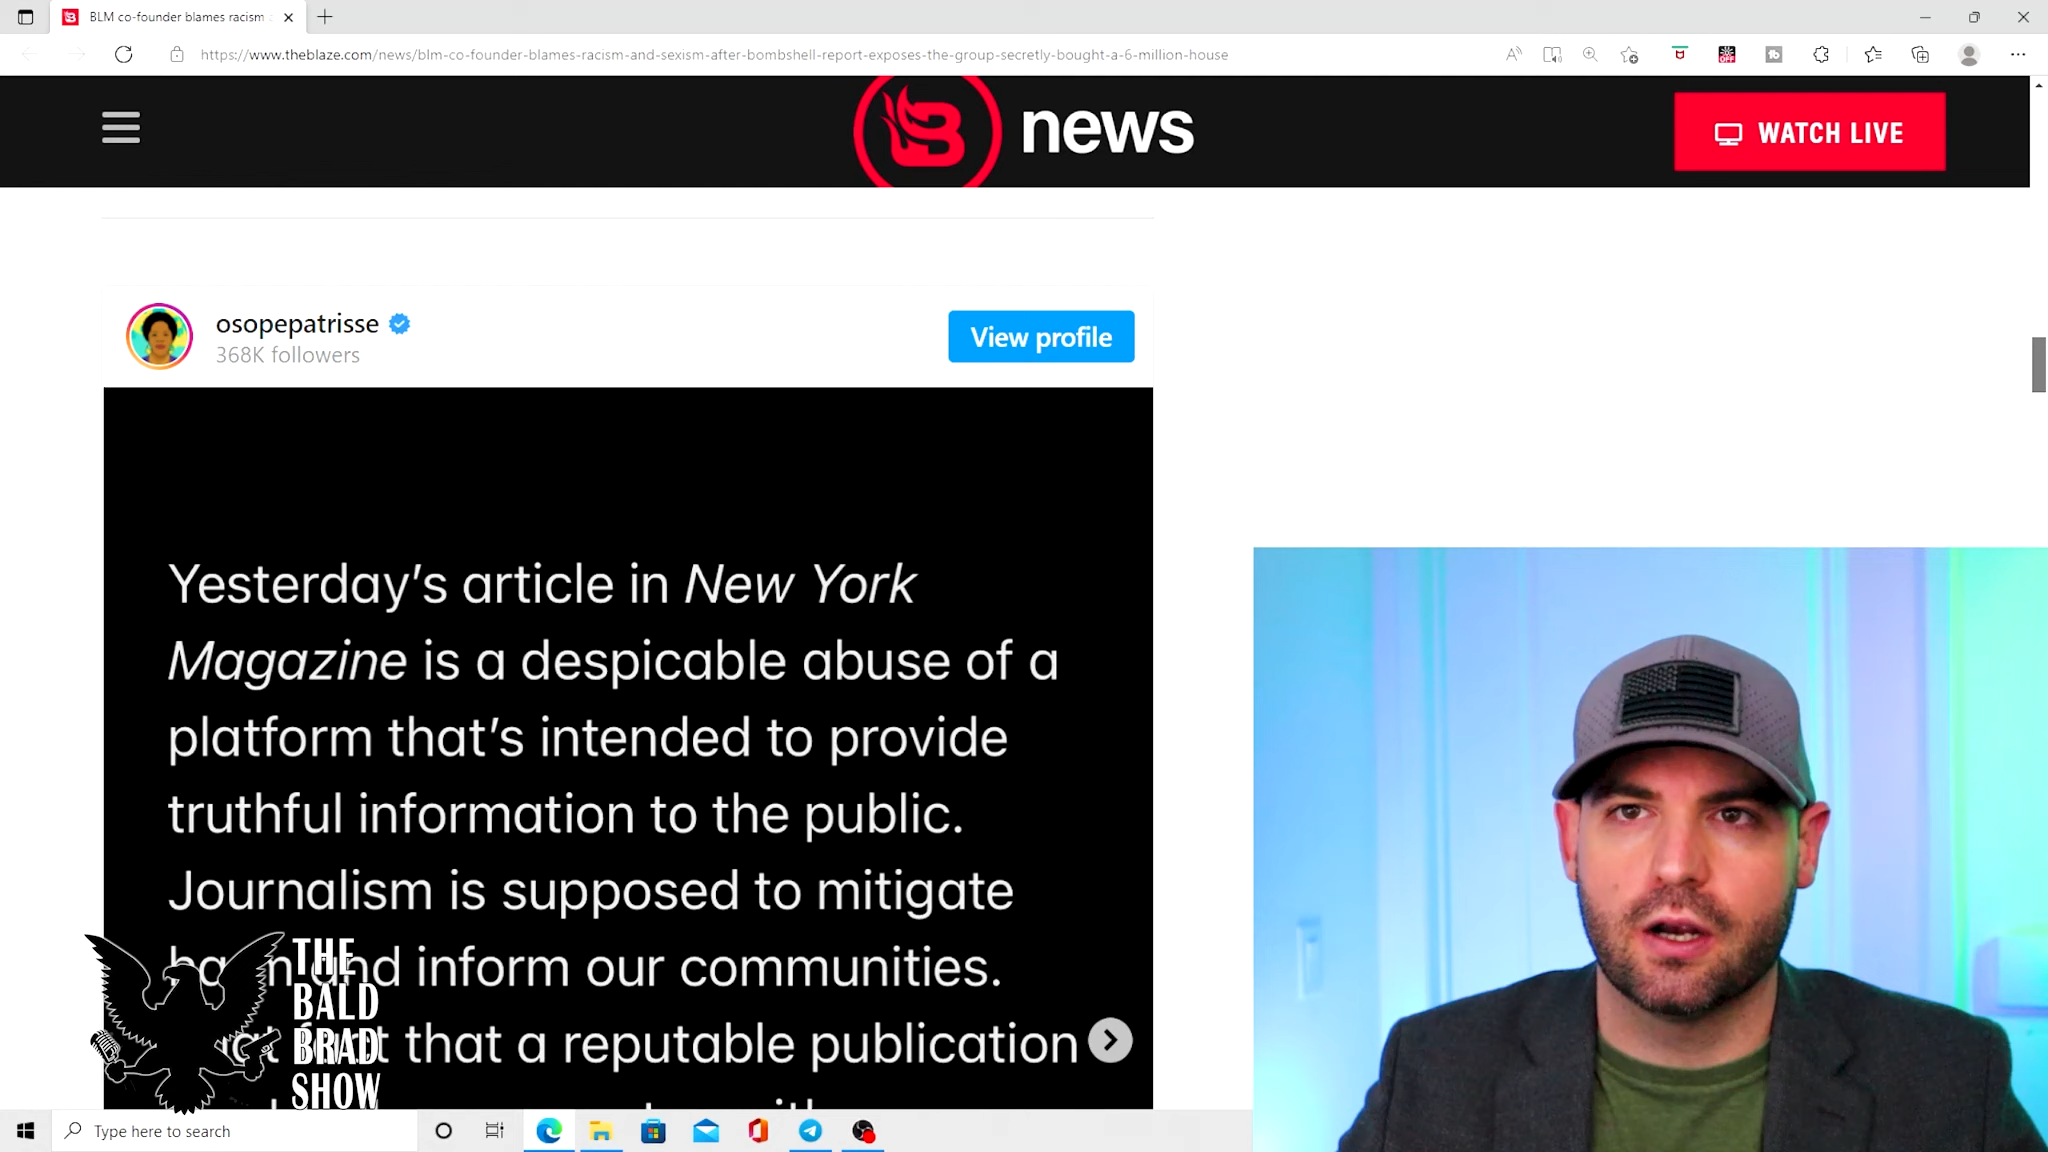 BLM co-founder blames racism
https://www.theblaze.com/news/blm-co-founder-blames-racism-and-sexism-after-bombshell-report-exposes-the-group-secretly-bought-a-6-million-house
news
WATCH LIVE
osopepatrisse
368K followers
View profile
Yesterday's article in New York
Magazine is a despicable abuse of a
platform that's intended to provide
truthful information to the public.
Journalism is supposed to mitigate
and inform our communities.
that a reputable publication
THE
BALD
BRAD
SHOW
Type here to search